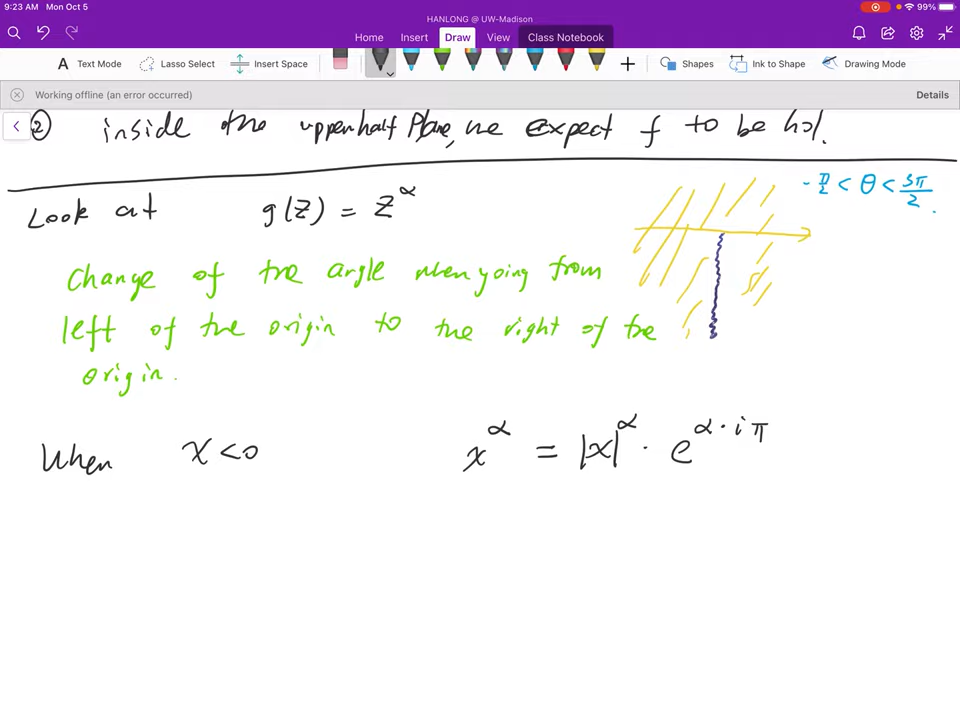 9:23 AM Mon Oct 5
99%
HANLONG @ UW-Madison
Home Insert Draw View Class Notebook
Text Mode Lasso Select Insert Space Shapes Ink to Shape Drawing Mode
Working offline (an error occurred) Details
② inside the upperhalf Plane, we expect f to be hol.
Look at g(z) = z^α
-π/2 < θ < 3π/2.
Change of the angle when going from
left of the origin to the right of the
origin.
When x<0 x^α = |x|^α · e^{α·iπ}